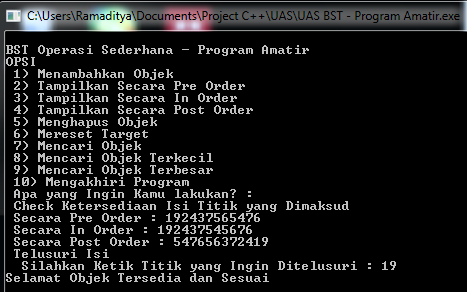 C:\Users\Ramaditya\Documents\Project C++\UAS\UAS BST - Program Amatir.exe
BST Operasi Sederhana - Program Amatir
OPSI
1) Menambahkan Objek
2) Tampilkan Secara Pre Order
3) Tampilkan Secara In Order
4) Tampilkan Secara Post Order
5) Menghapus Objek
6) Mereset Target
7) Mencari Objek
8) Mencari Objek Terkecil
9) Mencari Objek Terbesar
10) Mengakhiri Program
Apa yang Ingin Kamu lakukan? :
Check Ketersediaan Isi Titik yang Dimaksud
Secara Pre Order : 192437565476
Secara In Order : 192437545676
Secara Post Order : 547656372419
Telusuri Isi
Silahkan Ketik Titik yang Ingin Ditelusuri : 19
Selamat Objek Tersedia dan Sesuai